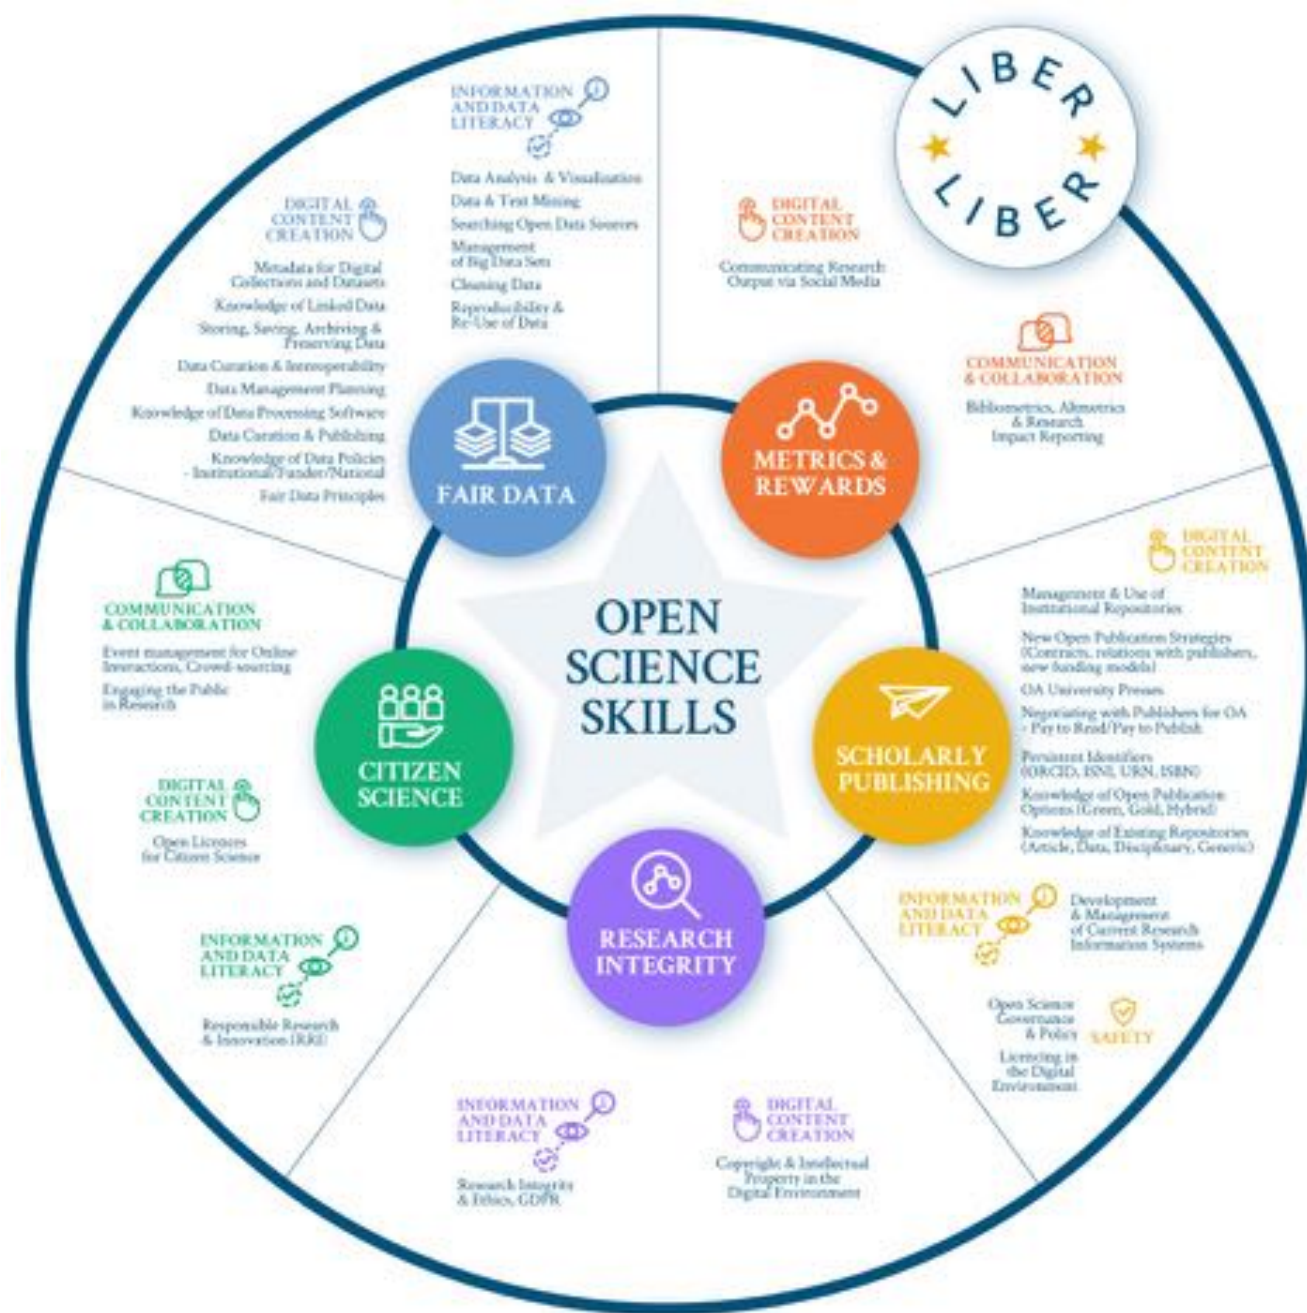 LIBER
LIBER
INFORMATION
AND DATA
LITERACY
Data Analysis & Visualisation
Data & Text Mining
Searching Open Data Sources
Management
of Big Data Sets
Cleaning Data
Reproducibility &
Re-Use of Data
DIGITAL
CONTENT
CREATION
Metadata for Digital
Collections and Datasets
Knowledge of Linked Data
Storing, Saving, Archiving &
Preserving Data
Data Curation & Interoperability
Data Management Planning
Knowledge of Data Processing Software
Data Curation & Publishing
Knowledge of Data Policies
- Institutional/Funder/National
Fair Data Principles
FAIR DATA
DIGITAL
CONTENT
CREATION
Communicating Research
Output via Social Media
COMMUNICATION
& COLLABORATION
Bibliometrics, Altmetrics
& Research
Impact Reporting
METRICS &
REWARDS
DIGITAL
CONTENT
CREATION
Management & Use of
Institutional Repositories
New Open Publication Strategies
(Contracts, relations with publishers,
new funding models)
OA University Presses
Negotiating with Publishers for OA
- Pay to Read/Pay to Publish
Persistent Identifiers
(ORCID, ISNI, URN, ISBN)
Knowledge of Open Publication
Options (Green, Gold, Hybrid)
Knowledge of Existing Repositories
(Article, Data, Disciplinary, Generic)
INFORMATION
AND DATA
LITERACY
Development
& Management
of Current Research
Information Systems
Open Science
Governance
& Policy
SAFETY
Licencing in
the Digital
Environment
SCHOLARLY
PUBLISHING
OPEN
SCIENCE
SKILLS
COMMUNICATION
& COLLABORATION
Event management for Online
Interactions, Crowd-sourcing
Engaging the Public
in Research
CITIZEN
SCIENCE
DIGITAL
CONTENT
CREATION
Open Licences
for Citizen Science
INFORMATION
AND DATA
LITERACY
Responsible Research
& Innovation (RRI)
RESEARCH
INTEGRITY
INFORMATION
AND DATA
LITERACY
Research Integrity
& Ethics, GDPR
DIGITAL
CONTENT
CREATION
Copyright & Intellectual
Property in the
Digital Environment